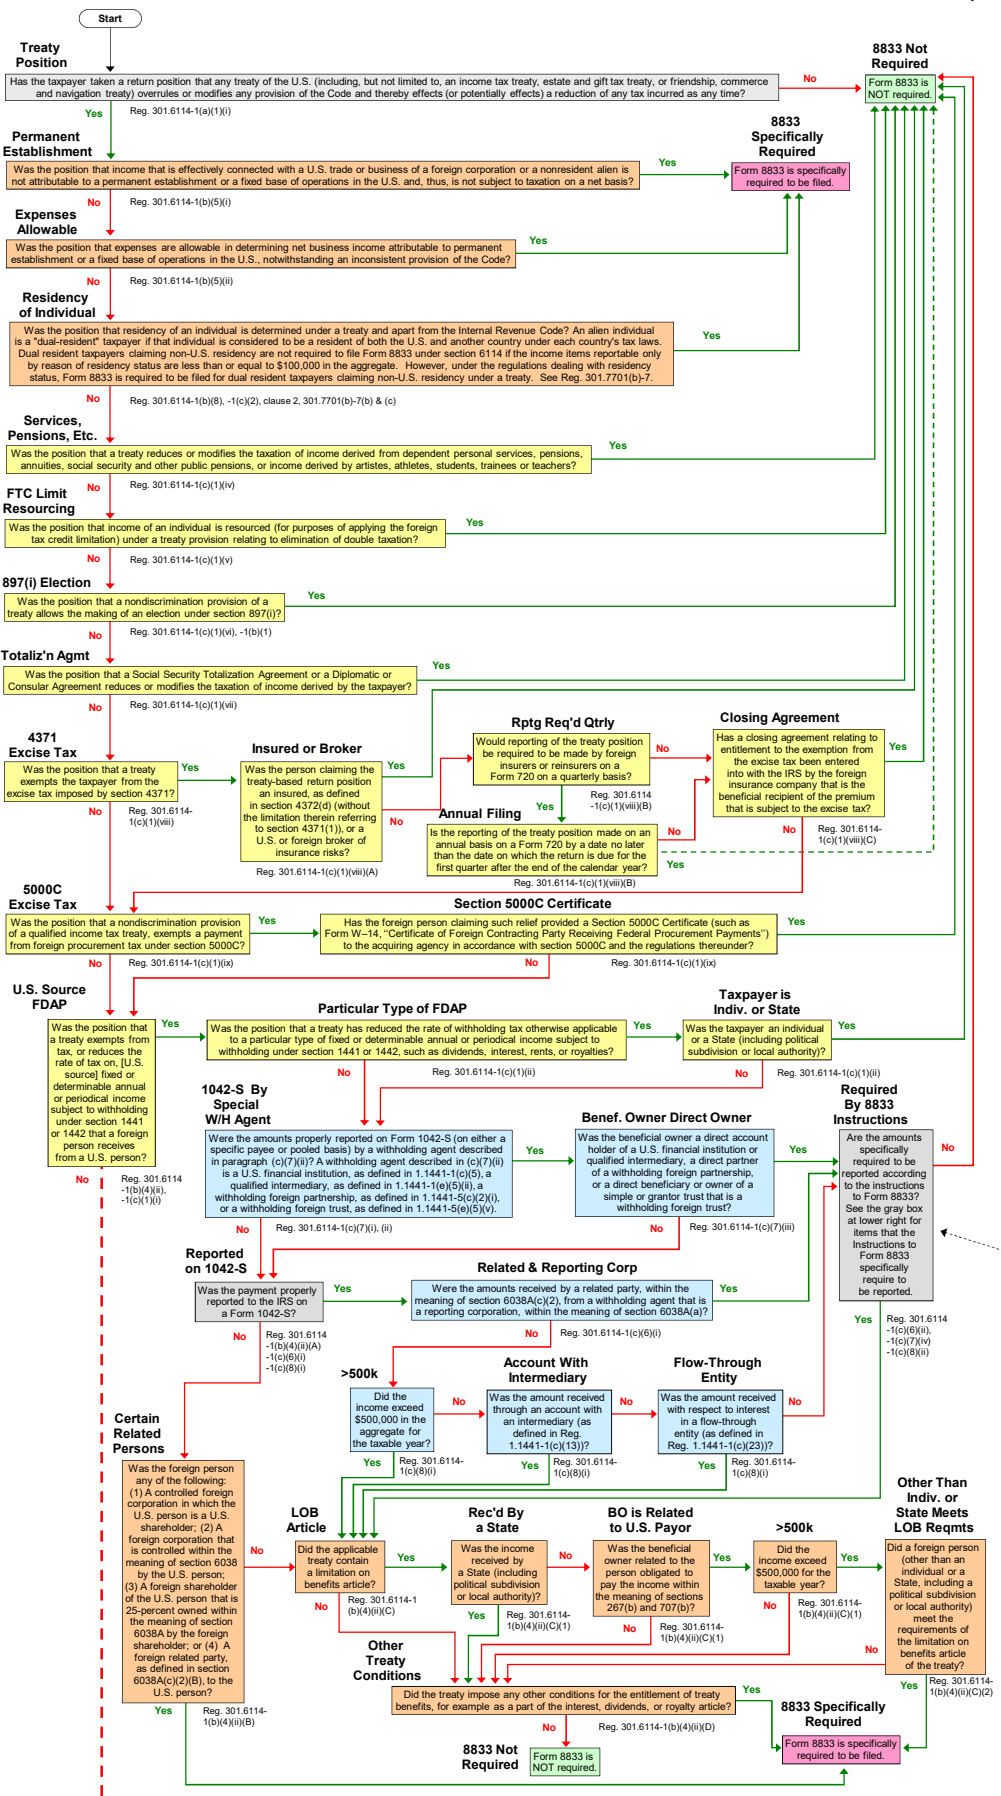 Start
Treaty
Position
Has the taxpayer taken a return position that any treaty of the U.S. (including, but not limited to, an income tax treaty, estate and gift tax treaty, or friendship, commerce
and navigation treaty) overrules or modifies any provision of the Code and thereby effects (or potentially effects) a reduction of any tax incurred as any time?
No
8833 Not
Required
Form 8833 is
NOT required.
Yes
Reg. 301.6114-1(a)(1)(i)
Permanent
Establishment
Was the position that income that is effectively connected with a U.S. trade or business of a foreign corporation or a nonresident alien is
not attributable to a permanent establishment or a fixed base of operations in the U.S. and, thus, is not subject to taxation on a net basis?
Yes
8833
Specifically
Required
Form 8833 is specifically
required to be filed.
No
Reg. 301.6114-1(b)(5)(i)
Expenses
Allowable
Was the position that expenses are allowable in determining net business income attributable to permanent
establishment or a fixed base of operations in the U.S., notwithstanding an inconsistent provision of the Code?
Yes
No
Reg. 301.6114-1(b)(5)(ii)
Residency
of Individual
Was the position that residency of an individual is determined under a treaty and apart from the Internal Revenue Code? An alien individual
is a "dual-resident" taxpayer if that individual is considered to be a resident of both the U.S. and another country under each country's tax laws.
Dual resident taxpayers claiming non-U.S. residency are not required to file Form 8833 under section 6114 if the income items reportable only
by reason of residency status are less than or equal to $100,000 in the aggregate. However, under the regulations dealing with residency
status, Form 8833 is required to be filed for dual resident taxpayers claiming non-U.S. residency under a treaty. See Reg. 301.7701(b)-7.
Yes
No
Reg. 301.6114-1(b)(8), -1(c)(2), clause 2, 301.7701(b)-7(b) & (c)
Services,
Pensions, Etc.
Was the position that a treaty reduces or modifies the taxation of income derived from dependent personal services, pensions,
annuities, social security and other public pensions, or income derived by artistes, athletes, students, trainees or teachers?
Yes
No
Reg. 301.6114-1(c)(1)(iv)
FTC Limit
Resourcing
Was the position that income of an individual is resourced (for purposes of applying the foreign
tax credit limitation) under a treaty provision relating to elimination of double taxation?
Yes
No
Reg. 301.6114-1(c)(1)(v)
897(i) Election
Was the position that a nondiscrimination provision of a
treaty allows the making of an election under section 897(i)?
Yes
No
Reg. 301.6114-1(c)(1)(vi), -1(b)(1)
Totaliz'n Agmt
Was the position that a Social Security Totalization Agreement or a Diplomatic or
Consular Agreement reduces or modifies the taxation of income derived by the taxpayer?
Yes
No
Reg. 301.6114-1(c)(1)(vii)
4371
Excise Tax
Was the position that a treaty
exempts the taxpayer from the
excise tax imposed by section 4371?
Yes
No
Reg. 301.6114-
1(c)(1)(viii)
Insured or Broker
Was the person claiming the
treaty-based return position
an insured, as defined
in section 4372(d) (without
the limitation therein referring
to section 4371(1)), or a
U.S. or foreign broker of
insurance risks?
Yes
No
Reg. 301.6114-1(c)(1)(viii)(A)
Rptg Req'd Qtrly
Would reporting of the treaty position
be required to be made by foreign
insurers or reinsurers on a
Form 720 on a quarterly basis?
No
Yes
Reg. 301.6114
-1(c)(1)(viii)(B)
Annual Filing
Is the reporting of the treaty position made on an
annual basis on a Form 720 by a date no later
than the date on which the return is due for the
first quarter after the end of the calendar year?
No
Yes
Reg. 301.6114-1(c)(1)(viii)(B)
Closing Agreement
Has a closing agreement relating to
entitlement to the exemption from
the excise tax been entered
into with the IRS by the foreign
insurance company that is the
beneficial recipient of the premium
that is subject to the excise tax?
Yes
No
Reg. 301.6114-
1(c)(1)(viii)(C)
5000C
Excise Tax
Was the position that a nondiscrimination provision
of a qualified income tax treaty, exempts a payment
from foreign procurement tax under section 5000C?
Yes
No
Reg. 301.6114-1(c)(1)(ix)
Section 5000C Certificate
Has the foreign person claiming such relief provided a Section 5000C Certificate (such as
Form W–14, “Certificate of Foreign Contracting Party Receiving Federal Procurement Payments”)
to the acquiring agency in accordance with section 5000C and the regulations thereunder?
Yes
No
Reg. 301.6114-1(c)(1)(ix)
U.S. Source
FDAP
Was the position that
a treaty exempts from
tax, or reduces the
rate of tax on, [U.S.
source] fixed or
determinable annual
or periodical income
subject to withholding
under section 1441
or 1442 that a foreign
person receives
from a U.S. person?
Yes
No
Reg. 301.6114
-1(b)(4)(ii),
-1(c)(1)(i)
Particular Type of FDAP
Was the position that a treaty has reduced the rate of withholding tax otherwise applicable
to a particular type of fixed or determinable annual or periodical income subject to
withholding under section 1441 or 1442, such as dividends, interest, rents, or royalties?
Yes
No
Reg. 301.6114-1(c)(1)(ii)
Taxpayer is
Indiv. or State
Was the taxpayer an individual
or a State (including political
subdivision or local authority)?
Yes
No
Reg. 301.6114-1(c)(1)(ii)
1042-S By
Special
W/H Agent
Were the amounts properly reported on Form 1042-S (on either a
specific payee or pooled basis) by a withholding agent described
in paragraph (c)(7)(ii)? A withholding agent described in (c)(7)(ii)
is a U.S. financial institution, as defined in 1.1441-1(c)(5), a
qualified intermediary, as defined in 1.1441-1(e)(5)(ii), a
withholding foreign partnership, as defined in 1.1441-5(c)(2)(i),
or a withholding foreign trust, as defined in 1.1441-5(e)(5)(v).
Yes
No
Reg. 301.6114-1(c)(7)(i), (ii)
Benef. Owner Direct Owner
Was the beneficial owner a direct account
holder of a U.S. financial institution or
qualified intermediary, a direct partner
of a withholding foreign partnership,
or a direct beneficiary or owner of a
simple or grantor trust that is a
withholding foreign trust?
Yes
No
Reg. 301.6114-1(c)(7)(iii)
Required
By 8833
Instructions
Are the amounts
specifically
required to be
reported according
to the instructions
to Form 8833?
See the gray box
at lower right for
items that the
Instructions to
Form 8833
specifically
require to
be reported.
No
Yes
Reg. 301.6114
-1(c)(6)(ii),
-1(c)(7)(iv)
-1(c)(8)(ii)
Reported
on 1042-S
Was the payment properly
reported to the IRS on
a Form 1042-S?
Yes
No
Reg. 301.6114
-1(b)(4)(ii)(A)
-1(c)(6)(i)
-1(c)(8)(i)
Related & Reporting Corp
Were the amounts received by a related party, within the
meaning of section 6038A(c)(2), from a withholding agent that is
a reporting corporation, within the meaning of section 6038A(a)?
Yes
No
Reg. 301.6114-1(c)(6)(i)
>500k
Did the
income exceed
$500,000 in the
aggregate for
the taxable year?
No
Yes
Reg. 301.6114-
1(c)(8)(i)
Account With
Intermediary
Was the amount received
through an account with
an intermediary (as
defined in Reg.
1.1441-1(c)(13))?
No
Yes
Reg. 301.6114-
1(c)(8)(i)
Flow-Through
Entity
Was the amount received
with respect to interest
in a flow-through
entity (as defined in
Reg. 1.1441-1(c)(23))?
No
Yes
Reg. 301.6114-
1(c)(8)(i)
Certain
Related
Persons
Was the foreign person
any of the following:
(1) A controlled foreign
corporation in which the
U.S. person is a U.S.
shareholder; (2) A
foreign corporation that
is controlled within the
meaning of section 6038
by the U.S. person;
(3) A foreign shareholder
of the U.S. person that is
25-percent owned within
the meaning of section
6038A by the foreign
shareholder; or (4) A
foreign related party,
as defined in section
6038A(c)(2)(B), to the
U.S. person?
No
Yes
Reg. 301.6114-
1(b)(4)(ii)(B)
LOB
Article
Did the applicable
treaty contain
a limitation on
benefits article?
Yes
No
Reg. 301.6114-1
(b)(4)(ii)(C)
Rec'd By
a State
Was the income
received by
a State (including
political subdivision
or local authority)?
No
Yes
Reg. 301.6114-
1(b)(4)(ii)(C)(1)
BO is Related
to U.S. Payor
Was the beneficial
owner related to the
person obligated to
pay the income within
the meaning of sections
267(b) and 707(b)?
Yes
No
Reg. 301.6114-
1(b)(4)(ii)(C)(1)
>500k
Did the
income exceed
$500,000 for the
taxable year?
Yes
No
Reg. 301.6114-
1(b)(4)(ii)(C)(1)
Other Than
Indiv. or
State Meets
LOB Reqmts
Did a foreign person
(other than an
individual or a
State, including a
political subdivision
or local authority)
meet the
requirements of
the limitation on
benefits article
of the treaty?
No
Yes
Reg. 301.6114-
1(b)(4)(ii)(C)(2)
Other
Treaty
Conditions
Did the treaty impose any other conditions for the entitlement of treaty
benefits, for example as a part of the interest, dividends, or royalty article?
Yes
No
Reg. 301.6114-1(b)(4)(ii)(D)
8833 Not
Required
Form 8833 is
NOT required.
8833 Specifically
Required
Form 8833 is specifically
required to be filed.